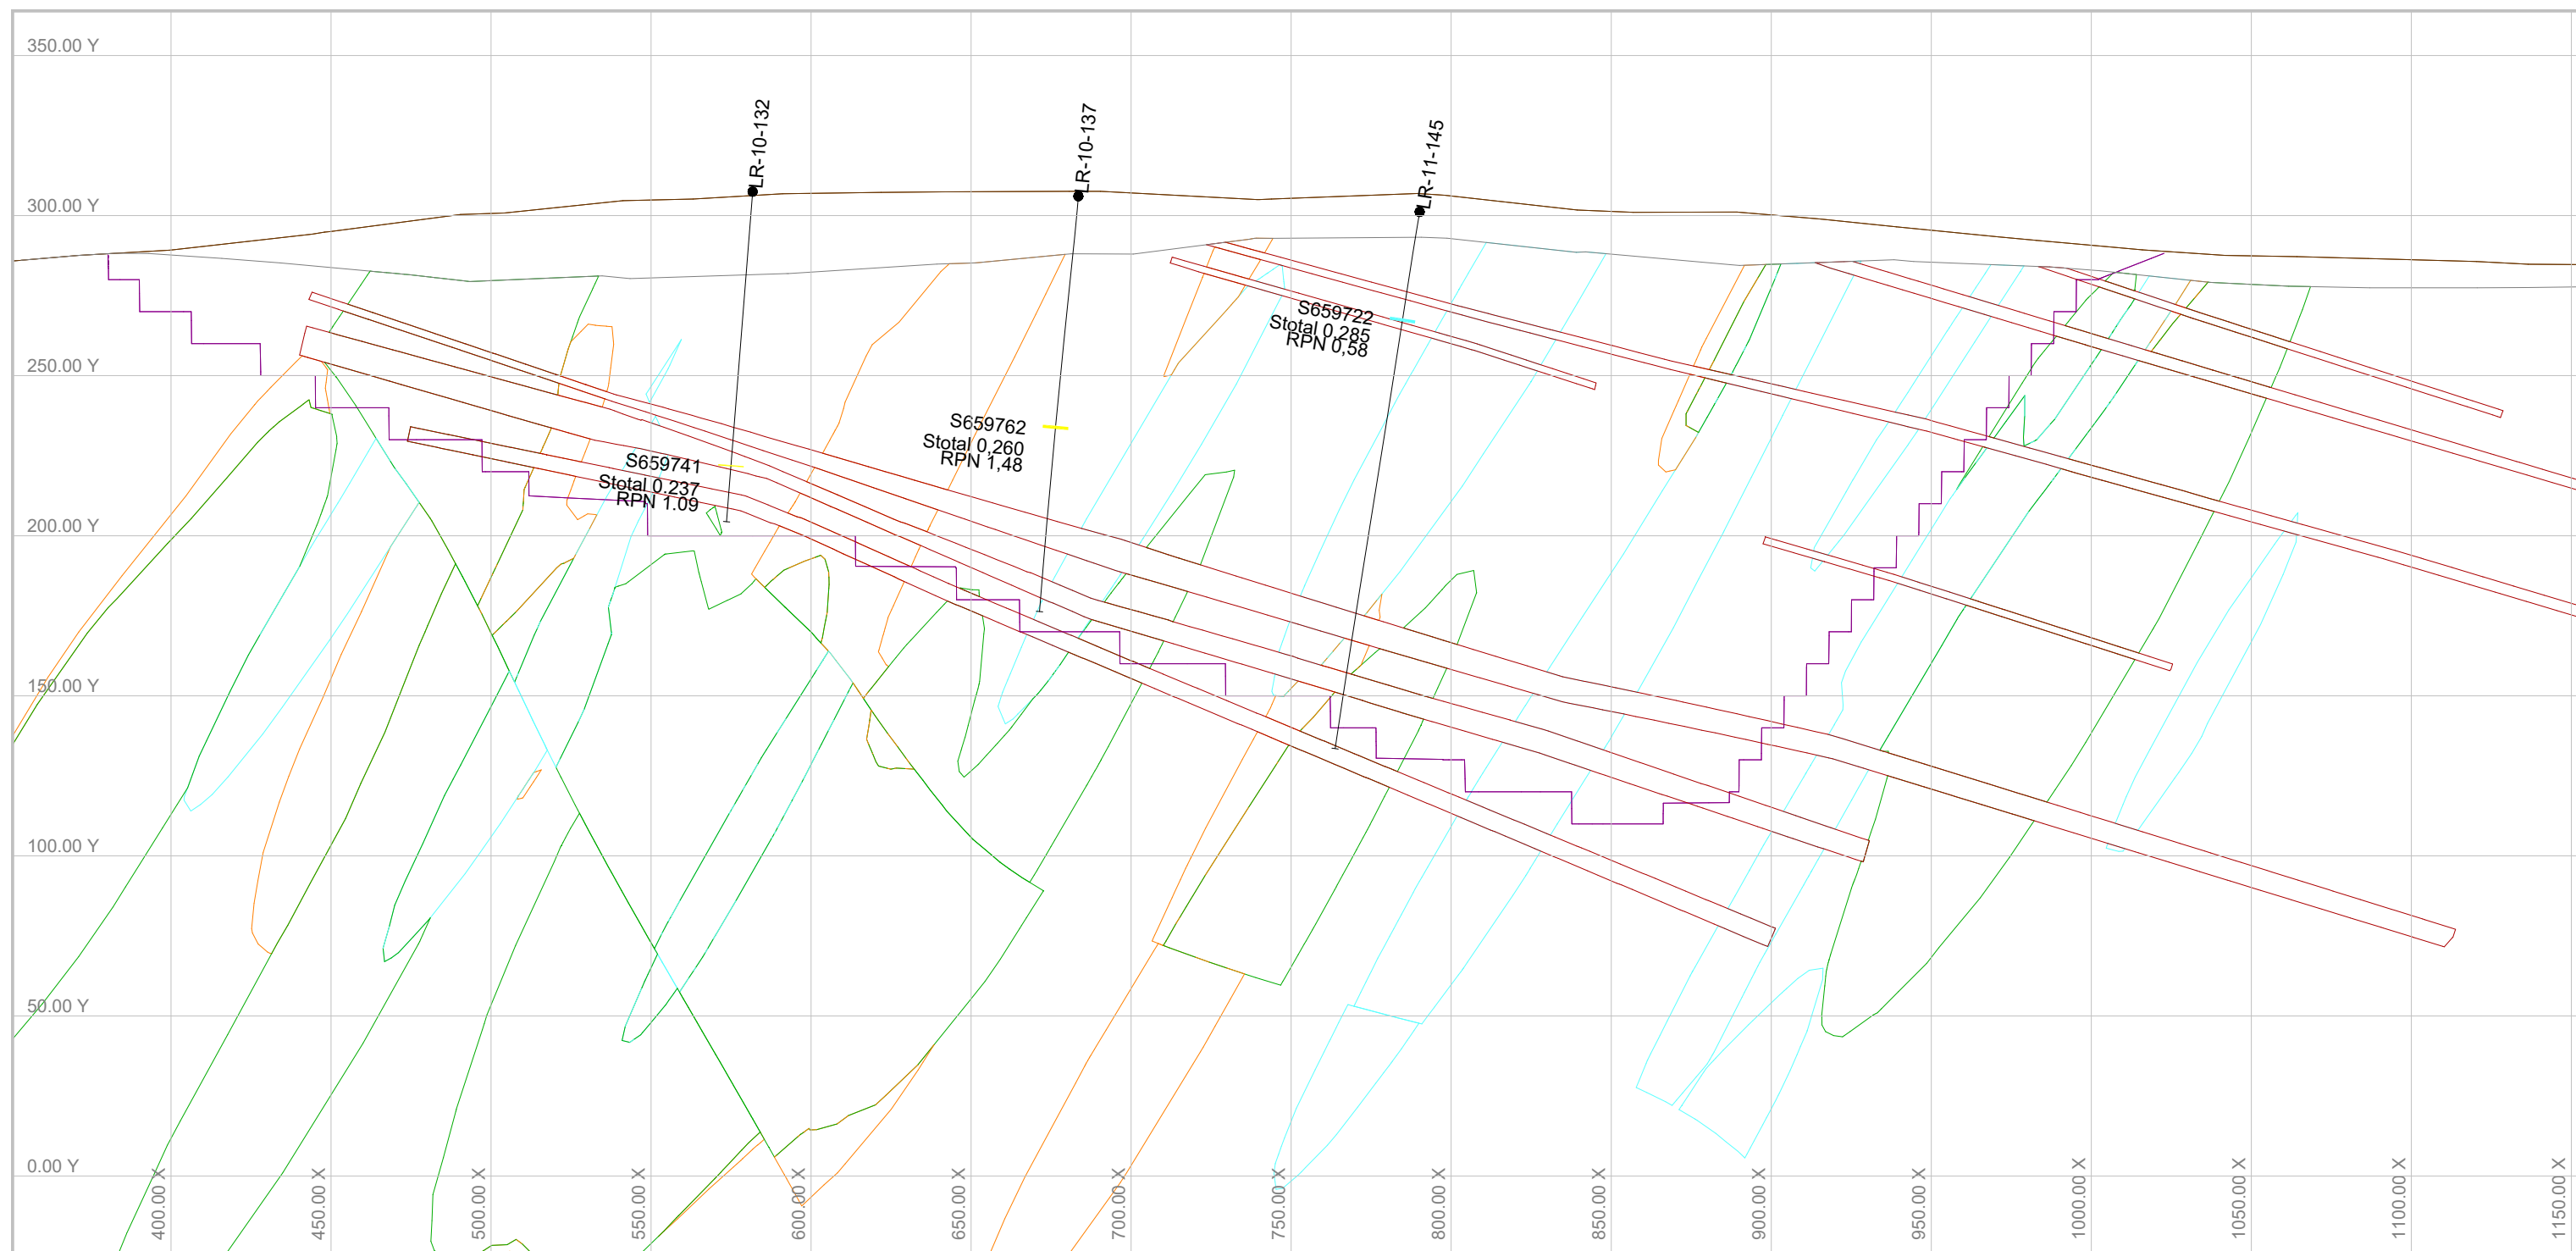 350.00 Y
LR-10-132
LR-10-137
LR-11-145
300.00 Y
S659722
Stotal 0,285
RPN 0,58
250.00 Y
S659762
Stotal 0,260
RPN 1,48
S659741
Stotal 0.237
RPN 1.09
200.00 Y
150.00 Y
100.00 Y
50.00 Y
0.00 Y
400.00 X
450.00 X
500.00 X
550.00 X
600.00 X
650.00 X
700.00 X
750.00 X
800.00 X
850.00 X
900.00 X
950.00 X
1000.00 X
1050.00 X
1100.00 X
1150.00 X